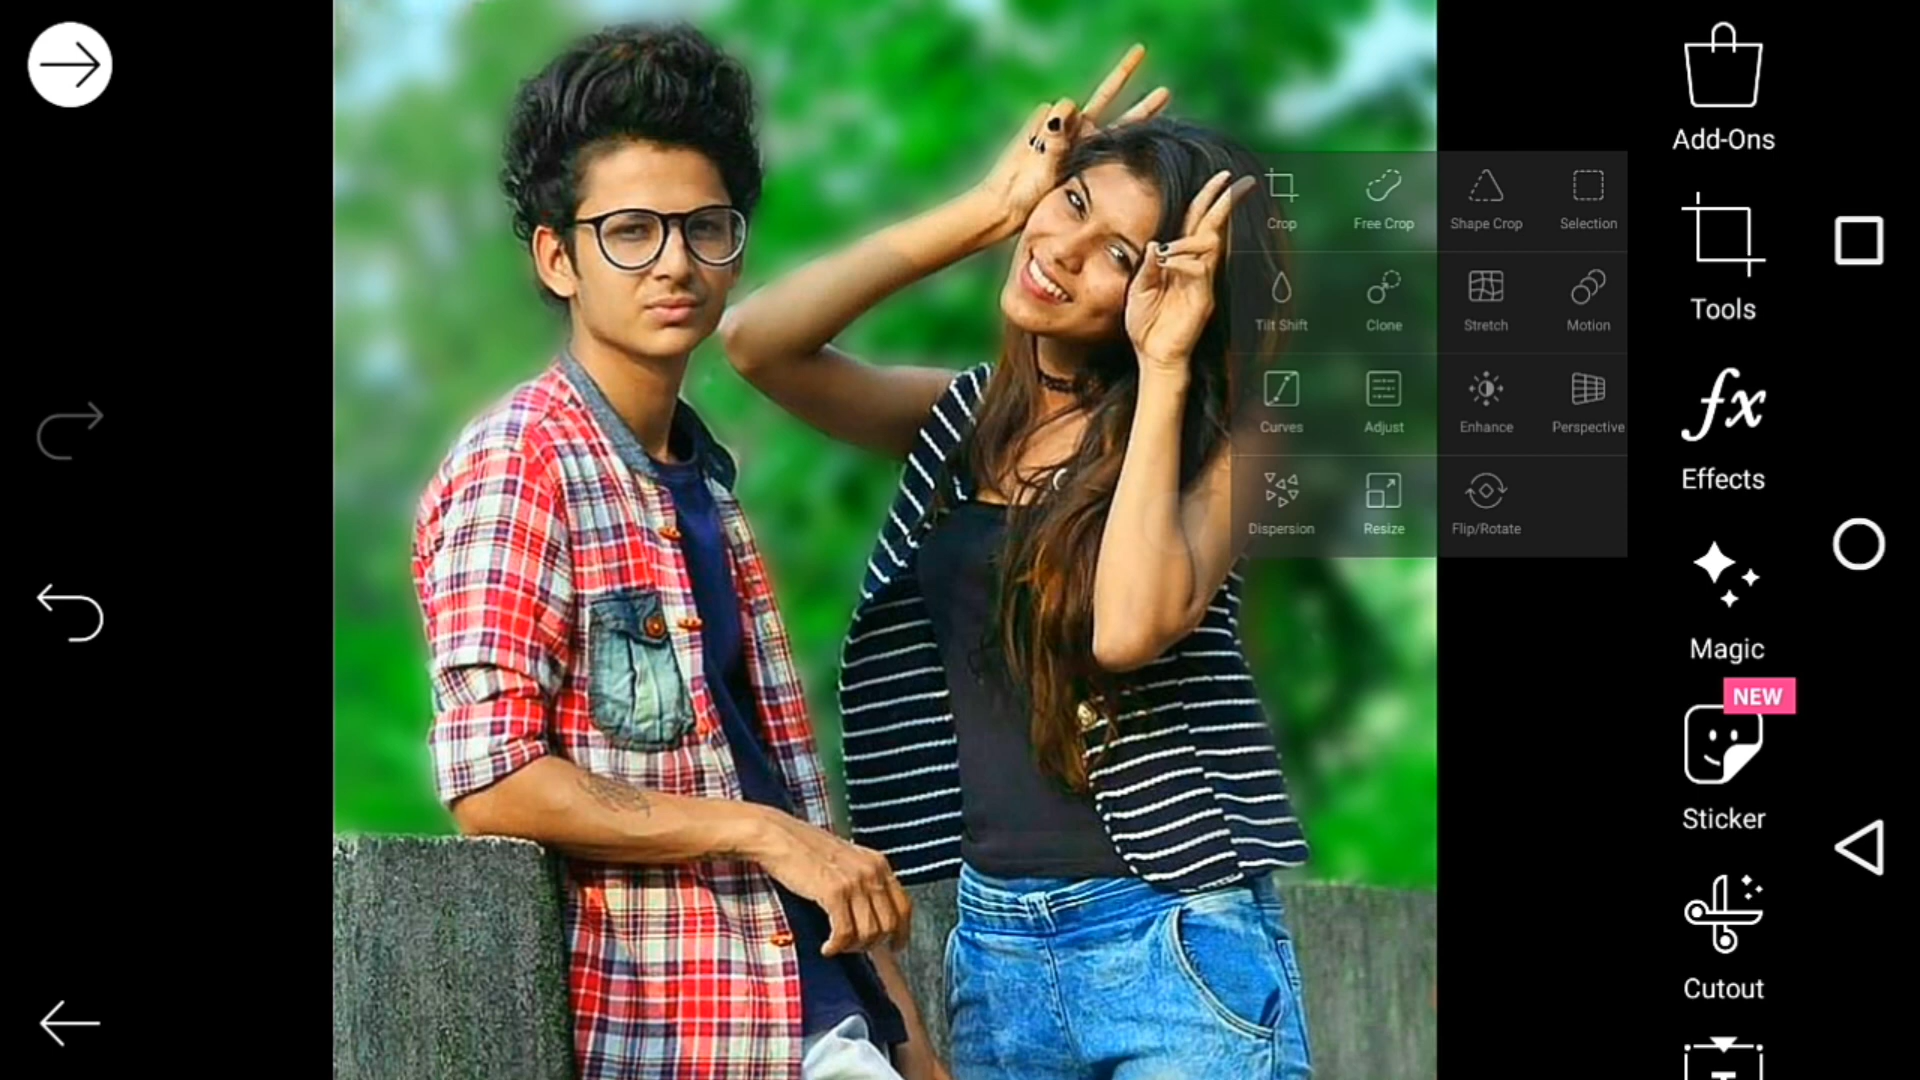 Add-Ons
Crop
Free Crop
Shape Crop
Selection
Tools
Tilt Shift
Clone
Stretch
Motion
Curves
Adjust
Enhance
Perspective
Effects
Dispersion
Resize
Flip/Rotate
Magic
NEW
Sticker
Cutout